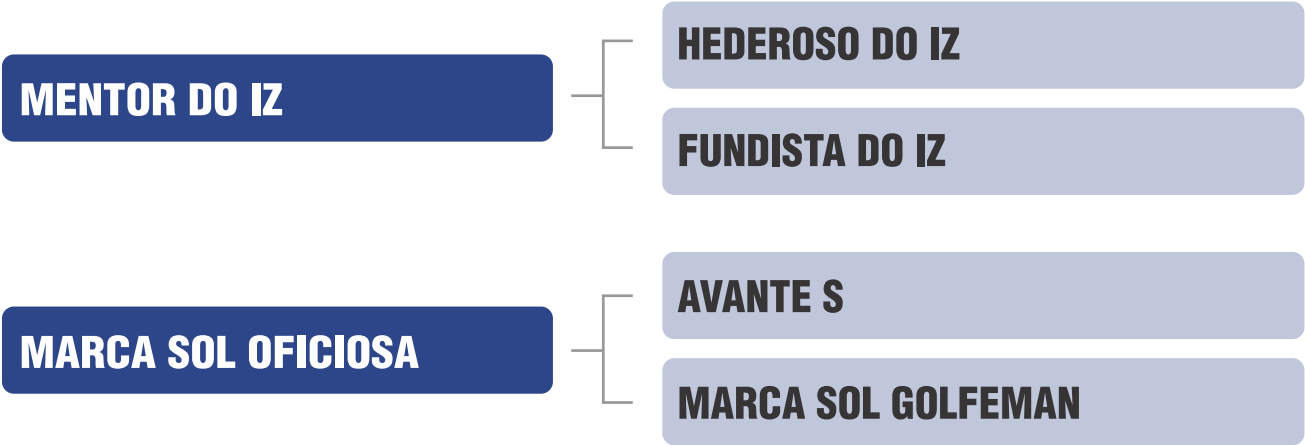 MENTOR DO IZ
HEDEROSO DO IZ
FUNDISTA DO IZ
MARCA SOL OFICIOSA
AVANTE S
MARCA SOL GOLFEMAN